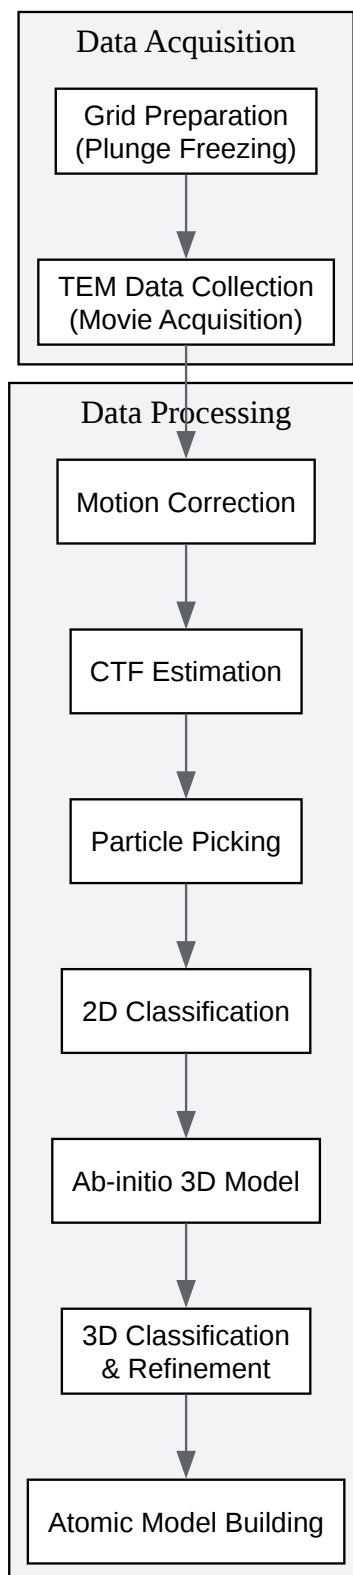 Data Acquisition
Grid Preparation
(Plunge Freezing)
TEM Data Collection
(Movie Acquisition)
Data Processing
Motion Correction
CTF Estimation
Particle Picking
2D Classification
Ab-initio 3D Model
3D Classification
& Refinement
Atomic Model Building